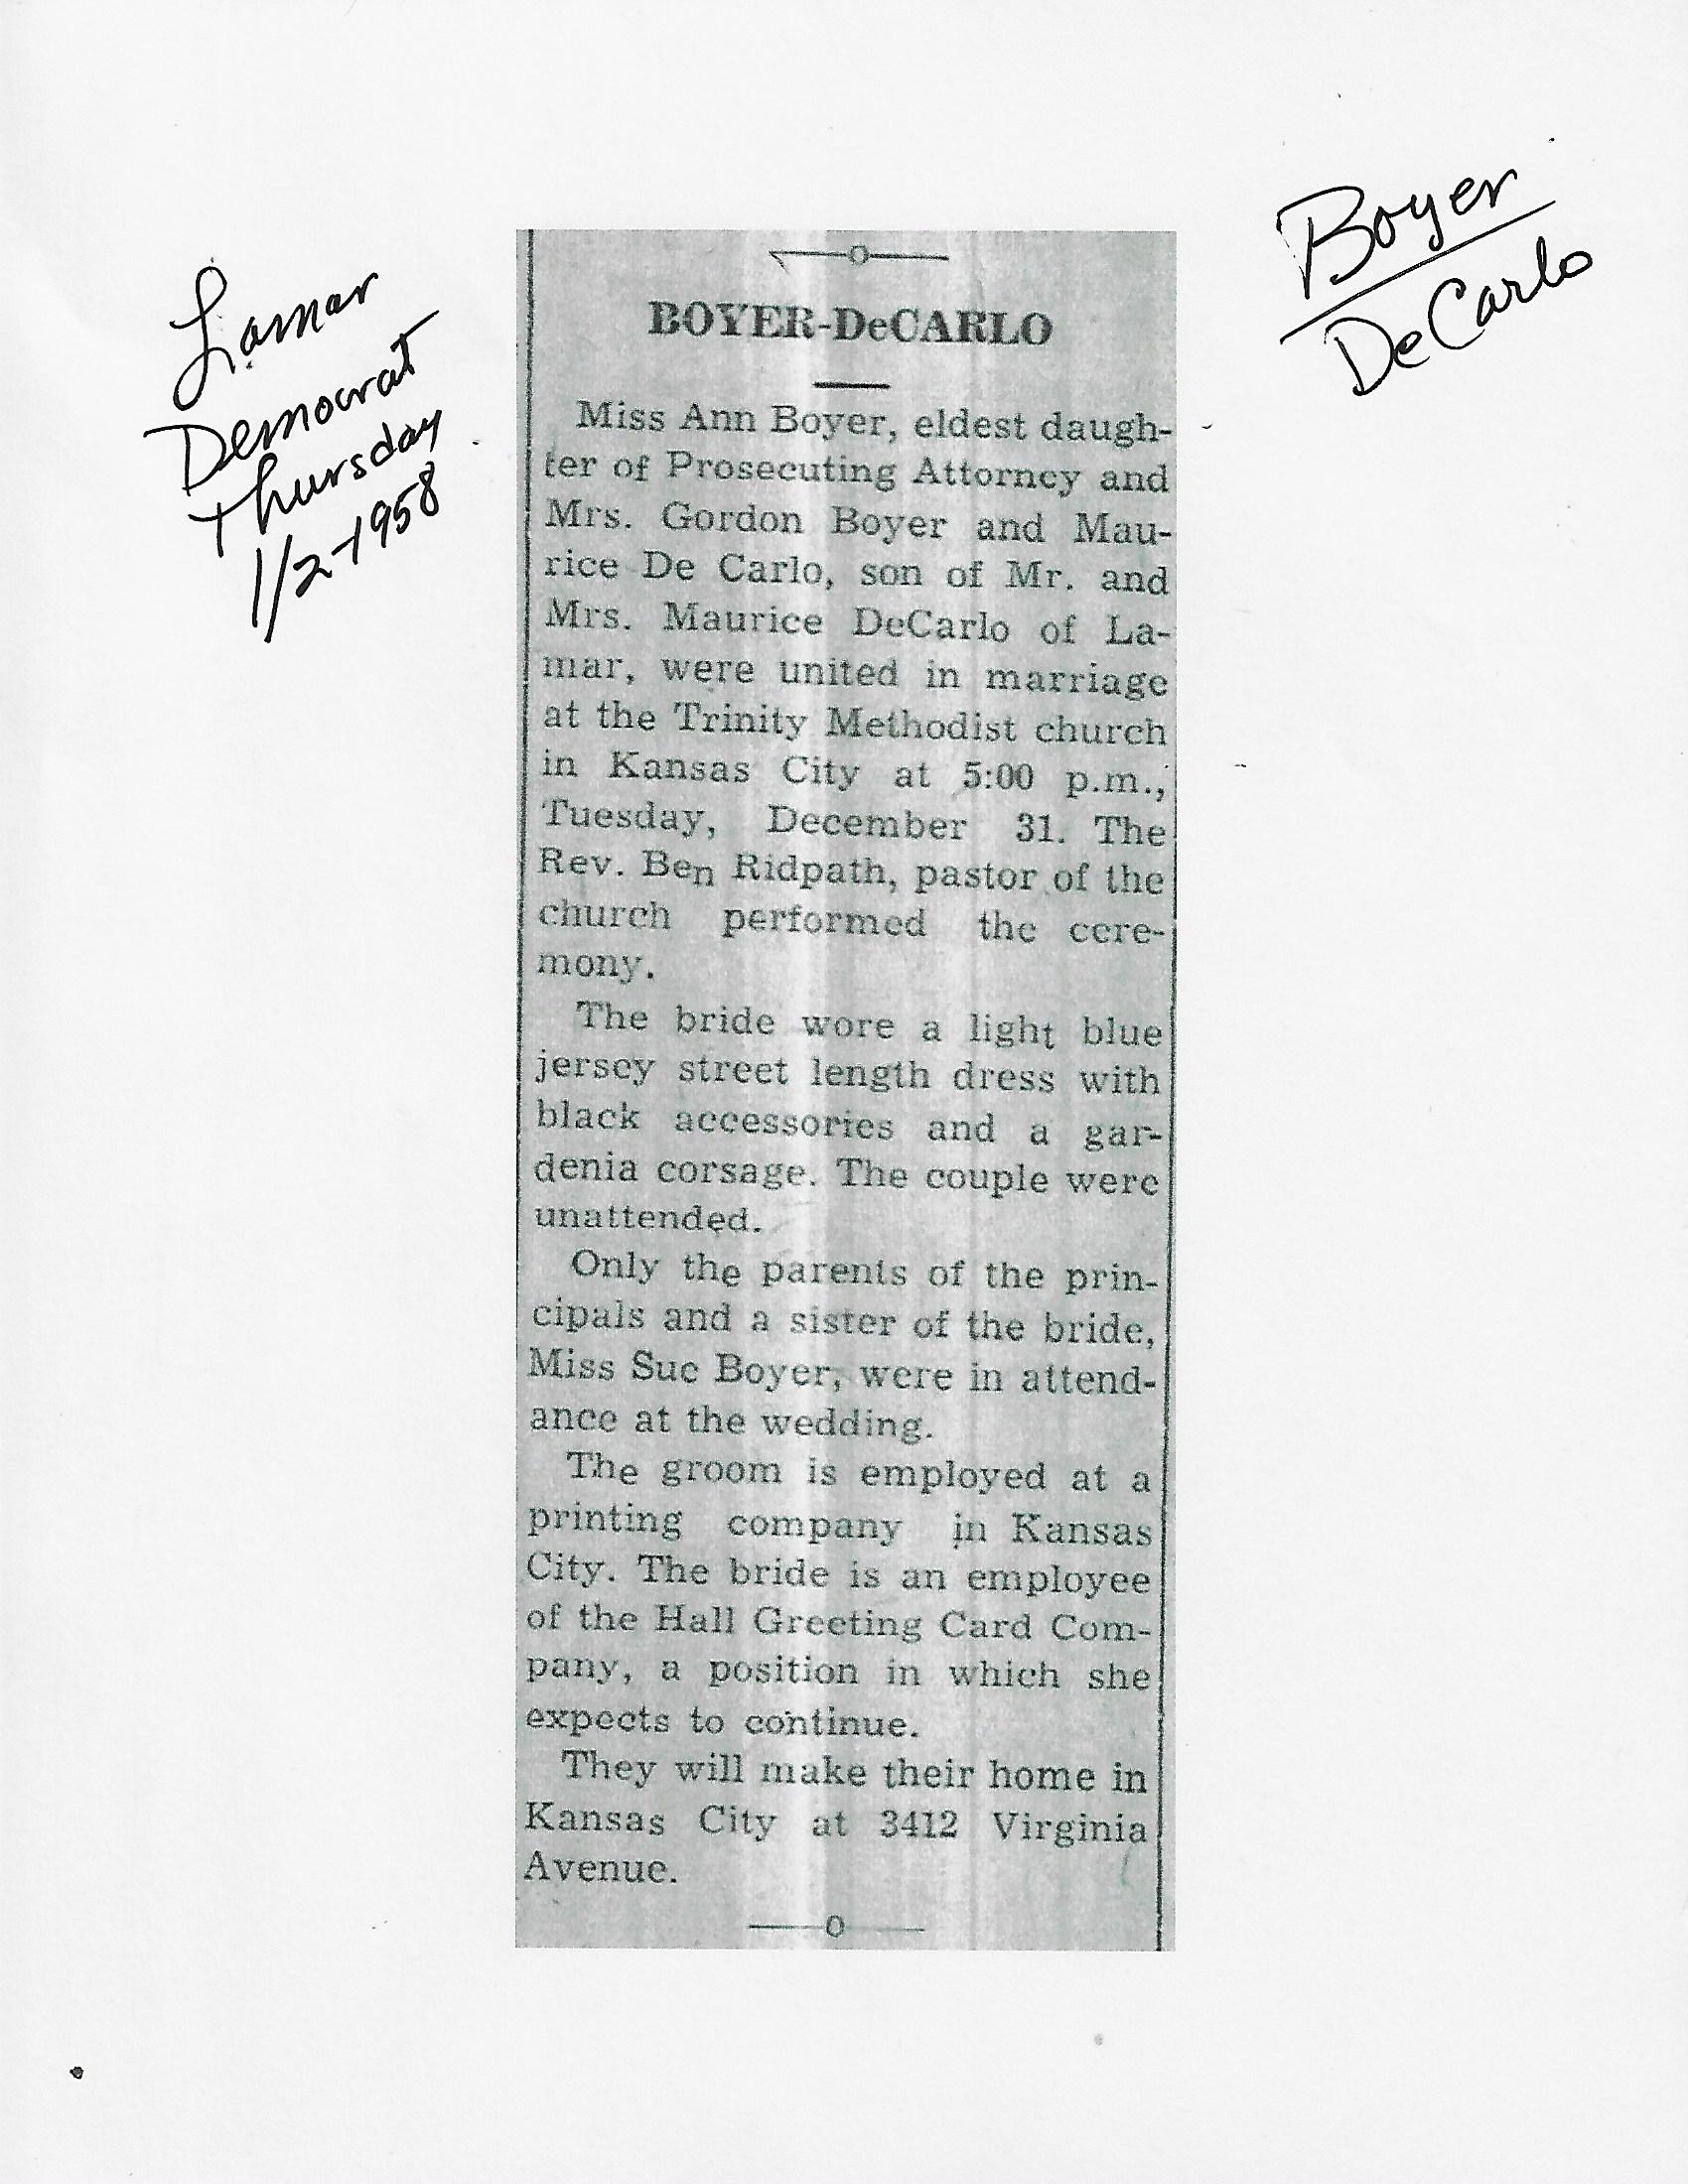 Lamar
Democrat
Thursday
1/2-1958
Boyer
DeCarlo
BOYER-DeCARLO
Miss Ann Boyer, eldest daugh-
ter of Prosecuting Attorney and
Mrs. Gordon Boyer and Mau-
rice De Carlo, son of Mr. and
Mrs. Maurice DeCarlo of La-
mar, were united in marriage
at the Trinity Methodist church
in Kansas City at 5:00 p.m.,
Tuesday, December 31. The
Rev. Ben Ridpath, pastor of the
church performed the cere-
mony.
The bride wore a light blue
jersey street length dress with
black accessories and a gar-
denia corsage. The couple were
unattended.
Only the parents of the prin-
cipals and a sister of the bride,
Miss Sue Boyer, were in attend-
ance at the wedding.
The groom is employed at a
printing company in Kansas
City. The bride is an employee
of the Hall Greeting Card Com-
pany, a position in which she
expects to continue.
They will make their home in
Kansas City at 3412 Virginia
Avenue.